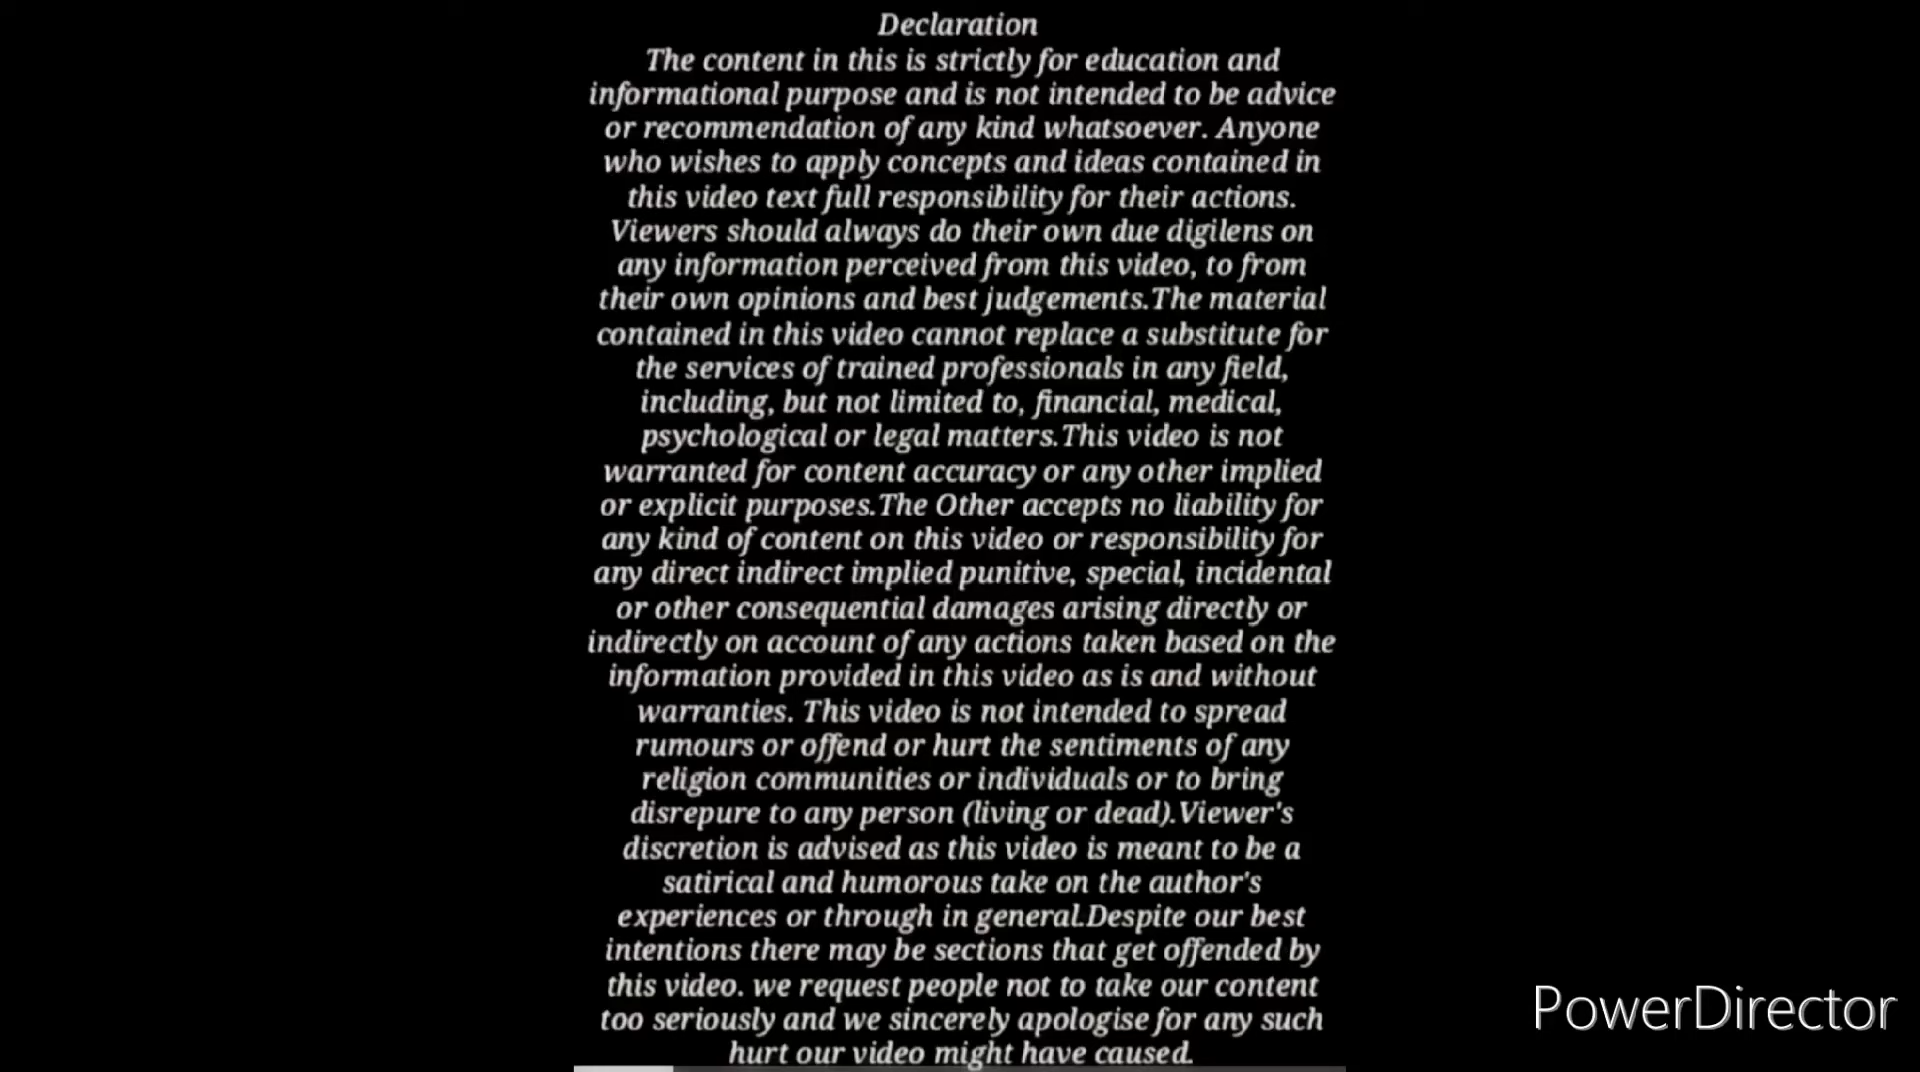 Declaration
The content in this is strictly for education and
informational purpose and is not intended to be advice
or recommendation of any kind whatsoever. Anyone
who wishes to apply concepts and ideas contained in
this video text full responsibility for their actions.
Viewers should always do their own due digilens on
any information perceived from this video, to from
their own opinions and best judgements.The material
contained in this video cannot replace a substitute for
the services of trained professionals in any field,
including, but not limited to, financial, medical,
psychological or legal matters.This video is not
warranted for content accuracy or any other implied
or explicit purposes.The Other accepts no liability for
any kind of content on this video or responsibility for
any direct indirect implied punitive, special, incidental
or other consequential damages arising directly or
indirectly on account of any actions taken based on the
information provided in this video as is and without
warranties. This video is not intended to spread
rumours or offend or hurt the sentiments of any
religion communities or individuals or to bring
disrepure to any person (living or dead).Viewer's
discretion is advised as this video is meant to be a
satirical and humorous take on the author's
experiences or through in general.Despite our best
intentions there may be sections that get offended by
this video. we request people not to take our content
too seriously and we sincerely apologise for any such
hurt our video might have caused.
PowerDirector